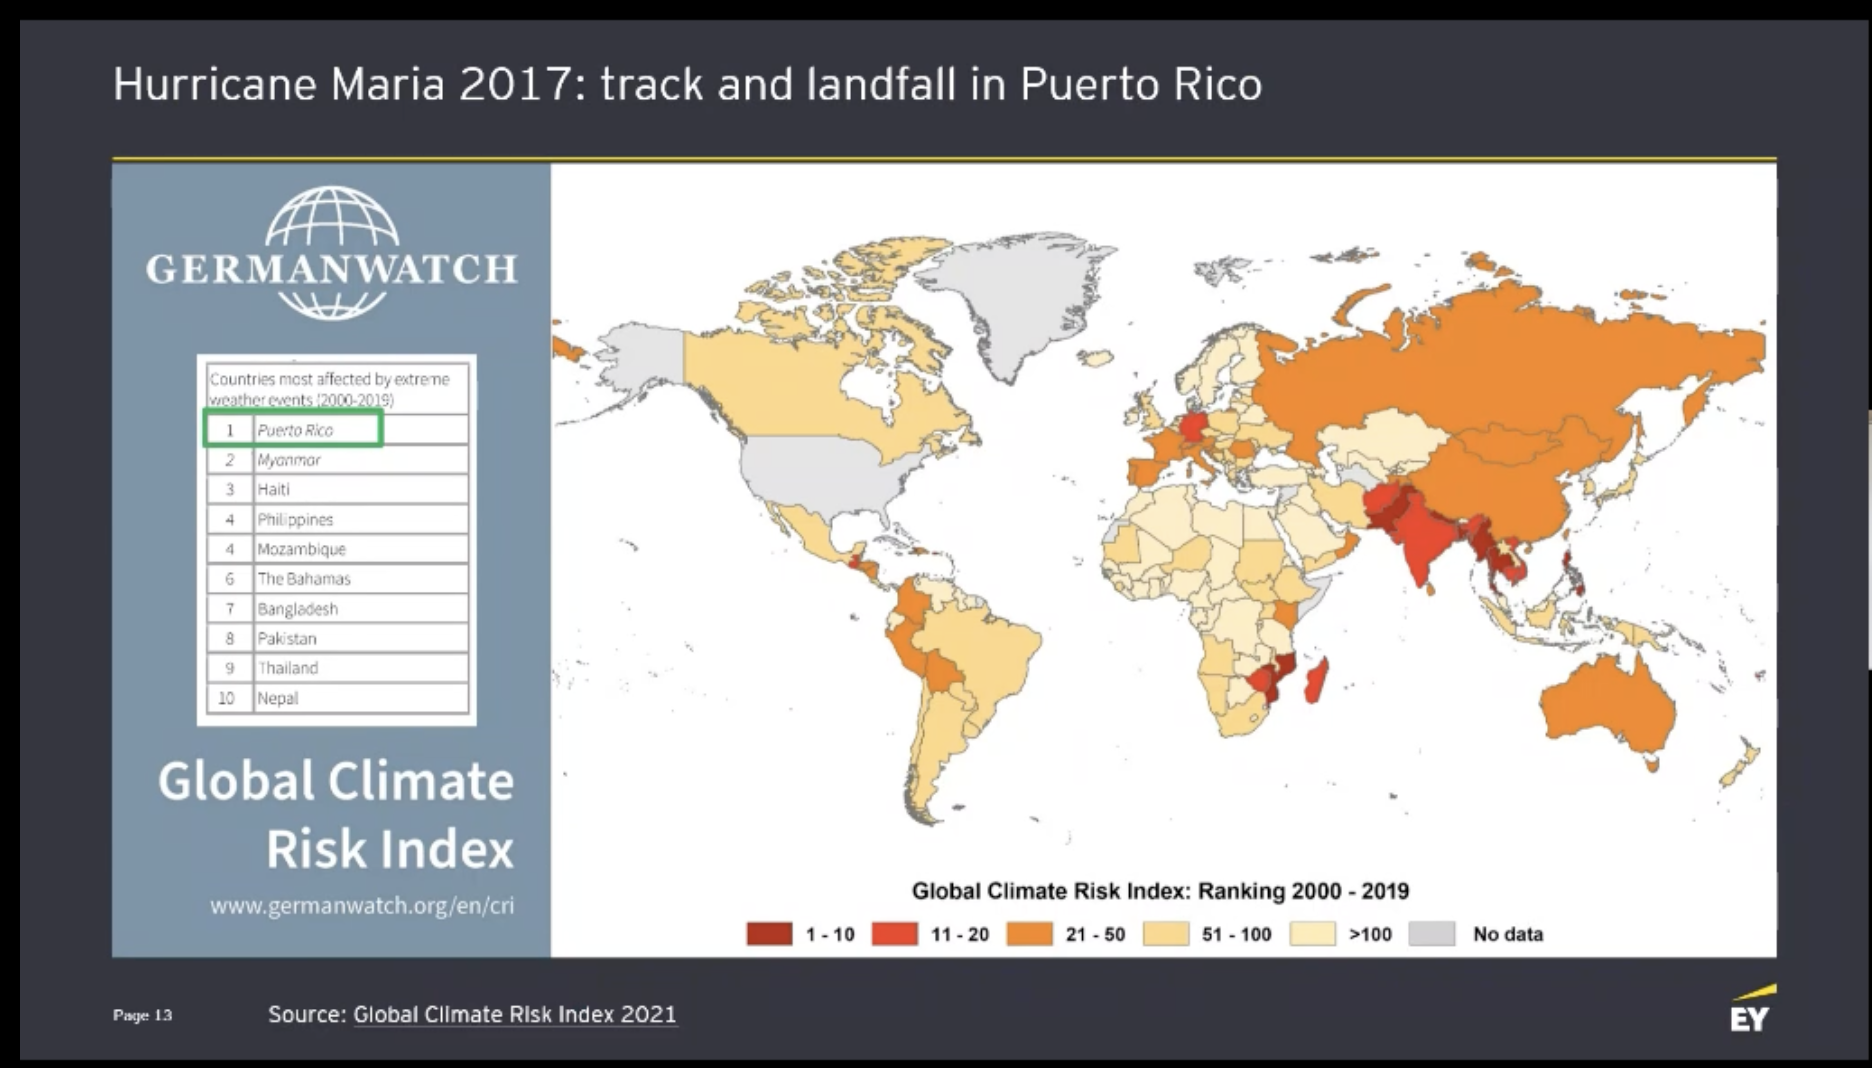 Hurricane Maria 2017: track and landfall in Puerto Rico
GERMANWATCH
Countries most affected by extreme
weather events (2000-2019)
1 Puerto Rico
2 Myanmar
3 Haiti
4 Philippines
4 Mozambique
6 The Bahamas
7 Bangladesh
8 Pakistan
9 Thailand
10 Nepal
Global Climate
Risk Index
www.germanwatch.org/en/cri
Global Climate Risk Index: Ranking 2000 - 2019
1 - 10 11 - 20 21 - 50 51 - 100 >100 No data
Page 13 Source: Global Climate Risk Index 2021
EY